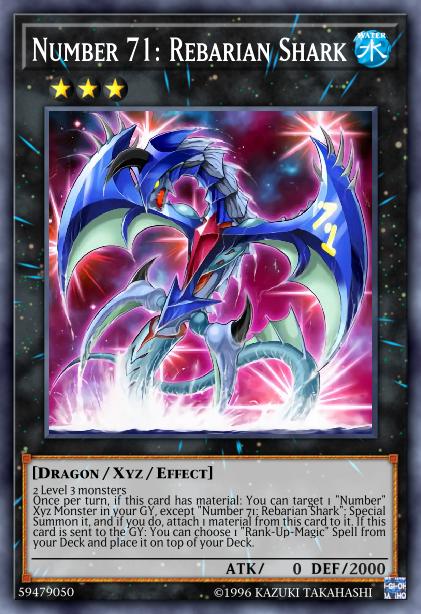 Number 71: Rebarian Shark
WATER
水
71
[Dragon / Xyz / Effect]
2 Level 3 monsters
Once per turn, if this card has material: You can target 1 "Number"
Xyz Monster in your GY, except "Number 71: Rebarian Shark"; Special
Summon it, and if you do, attach 1 material from this card to it. If this
card is sent to the GY: You can choose 1 "Rank-Up-Magic" Spell from
your Deck and place it on top of your Deck.
ATK/ 0 DEF/2000
59479050
©1996 KAZUKI TAKAHASHI